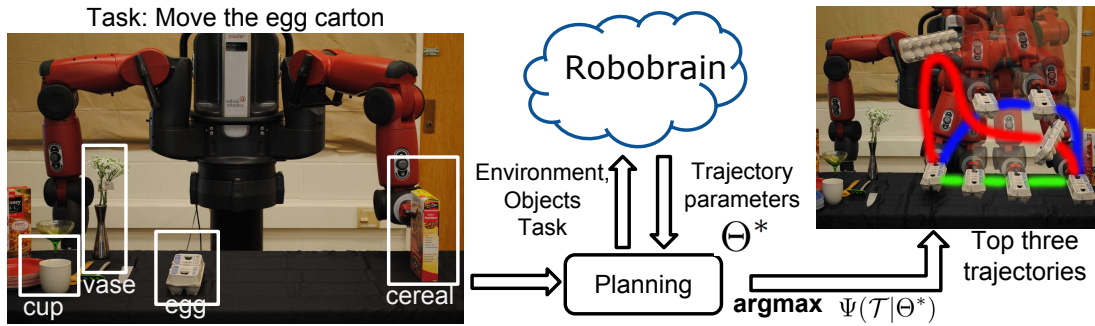 Task: Move the egg carton
cup
vase
egg
cereal
Robobrain
Environment,
Objects
Task
Trajectory
parameters
Θ*
Planning
argmax Ψ(𝒯|Θ*)
Top three
trajectories